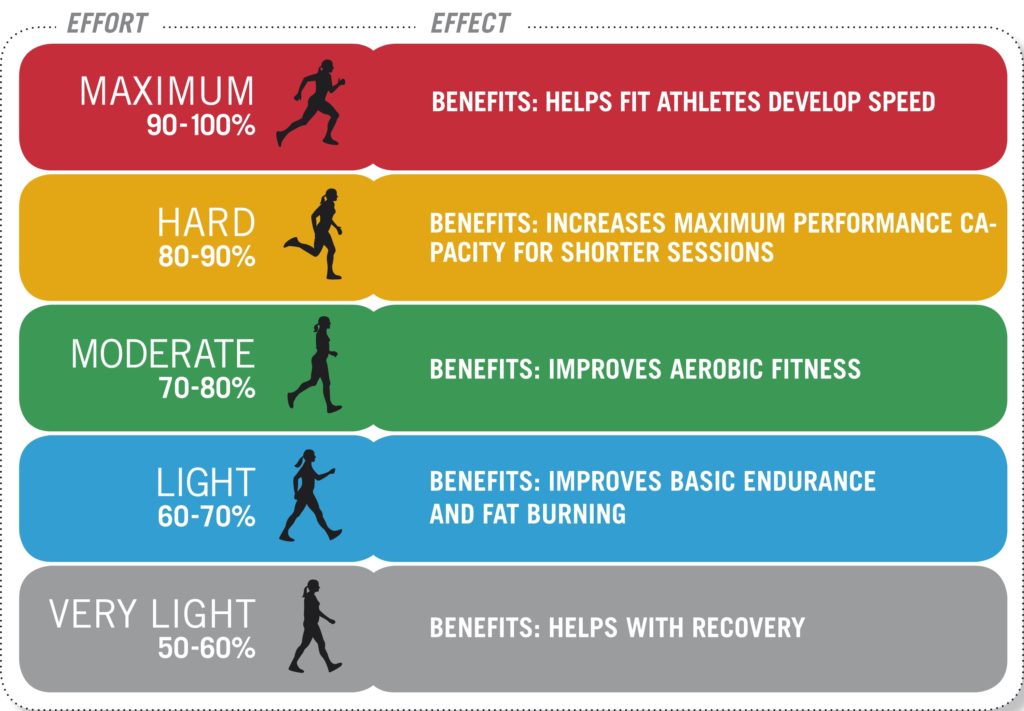 EFFORT
EFFECT
MAXIMUM
90-100%
BENEFITS: HELPS FIT ATHLETES DEVELOP SPEED
HARD
80-90%
BENEFITS: INCREASES MAXIMUM PERFORMANCE CA-
PACITY FOR SHORTER SESSIONS
MODERATE
70-80%
BENEFITS: IMPROVES AEROBIC FITNESS
LIGHT
60-70%
BENEFITS: IMPROVES BASIC ENDURANCE
AND FAT BURNING
VERY LIGHT
50-60%
BENEFITS: HELPS WITH RECOVERY